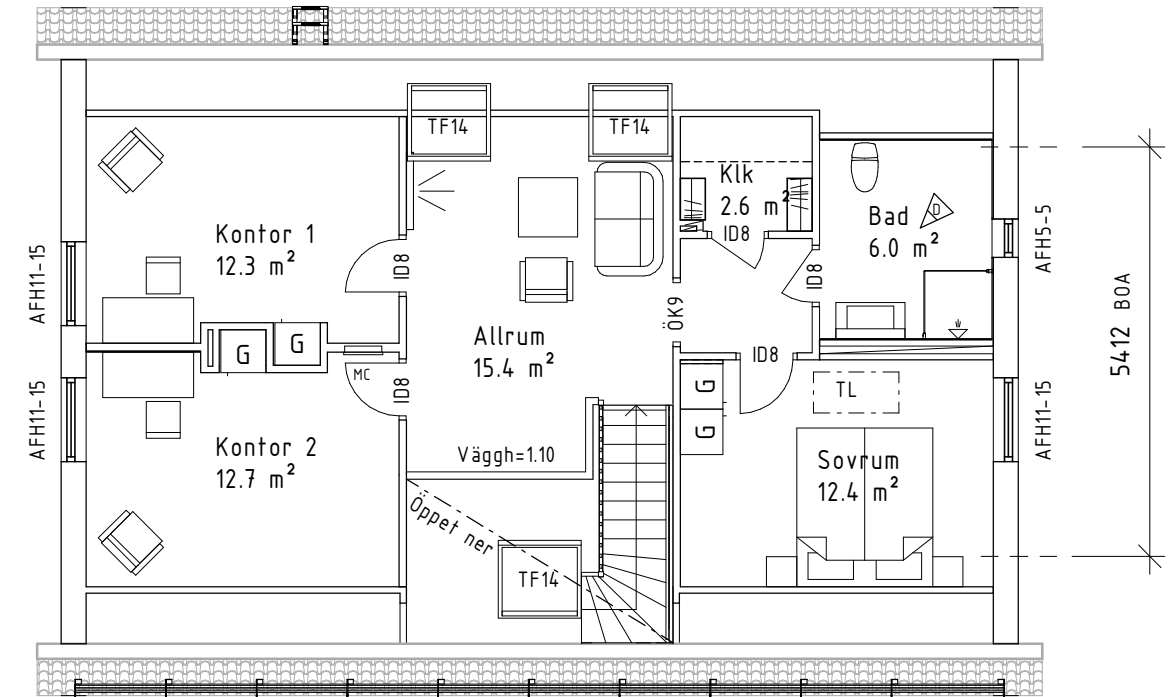 TF14
TF14
Klk
2.6 m²
ID8
Bad
D
6.0 m²
AFH5-5
Kontor 1
12.3 m²
ID8
ID8
AFH11-15
ÖK9
5412 BOA
Allrum
15.4 m²
G
G
MC
ID8
ID8
G
G
TL
AFH11-15
AFH11-15
Kontor 2
12.7 m²
Väggh=1.10
Sovrum
12.4 m²
Öppet ner
TF14